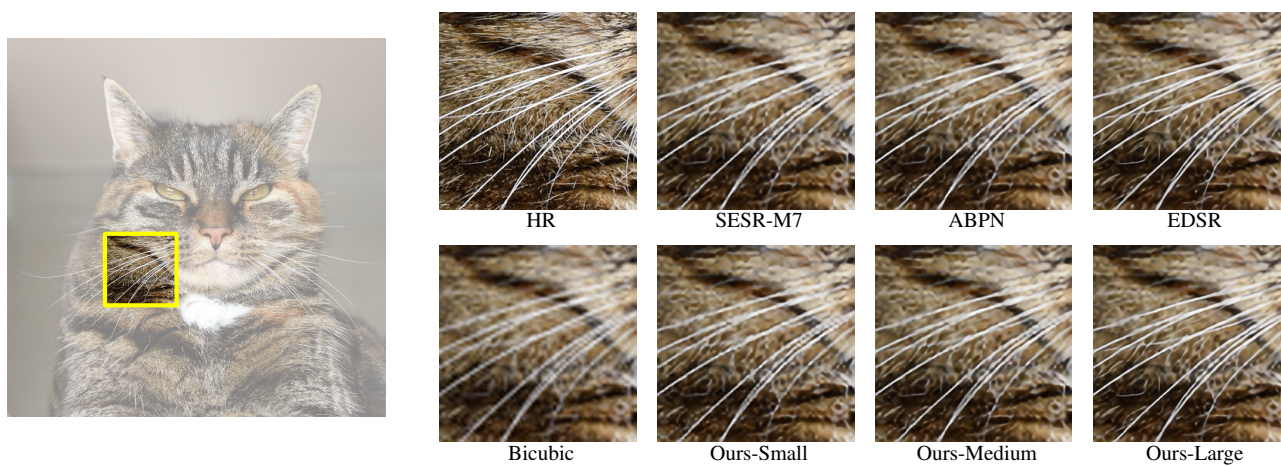 HR SESR-M7 ABPN EDSR
Bicubic Ours-Small Ours-Medium Ours-Large